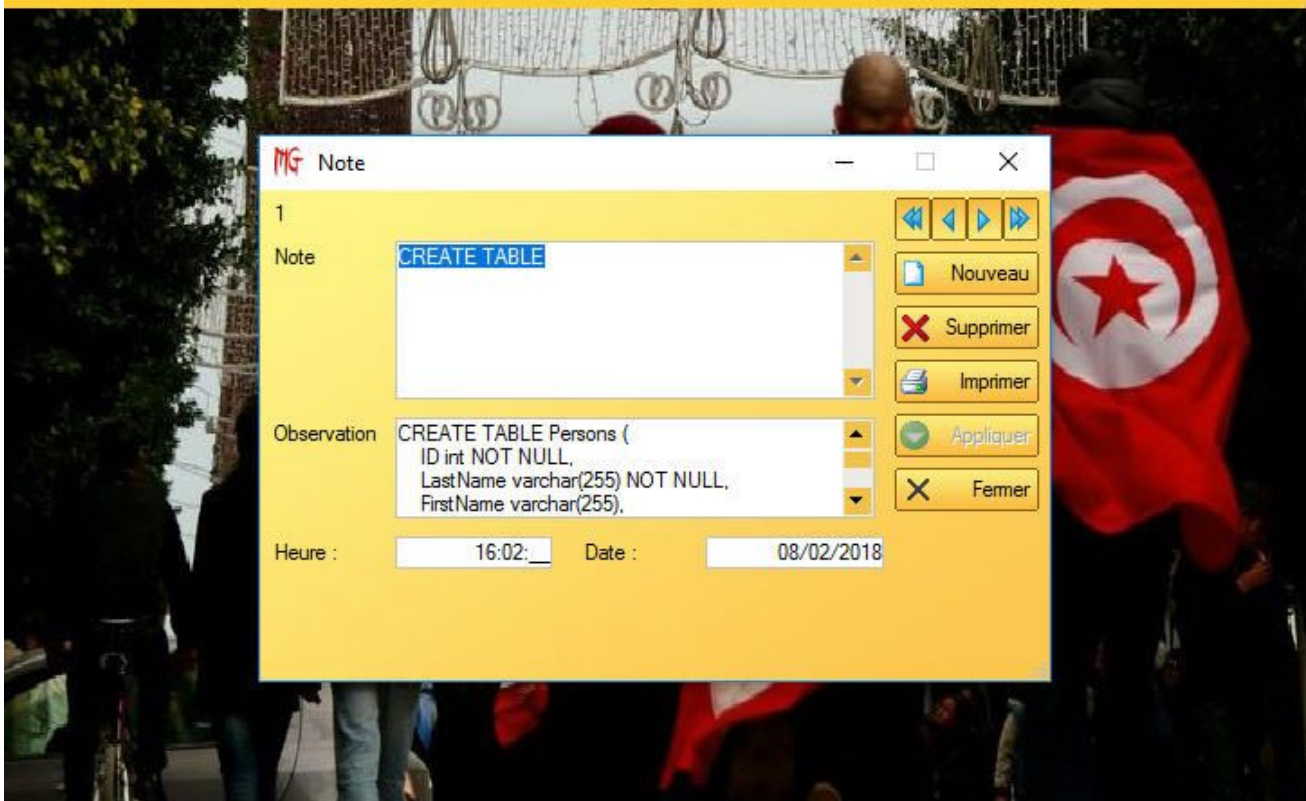 MG Note
1
Note
CREATE TABLE
Nouveau
Supprimer
Imprimer
Observation
CREATE TABLE Persons (
ID int NOT NULL,
LastName varchar(255) NOT NULL,
FirstName varchar(255),
Appliquer
Fermer
Heure : 16:02:__ Date : 08/02/2018